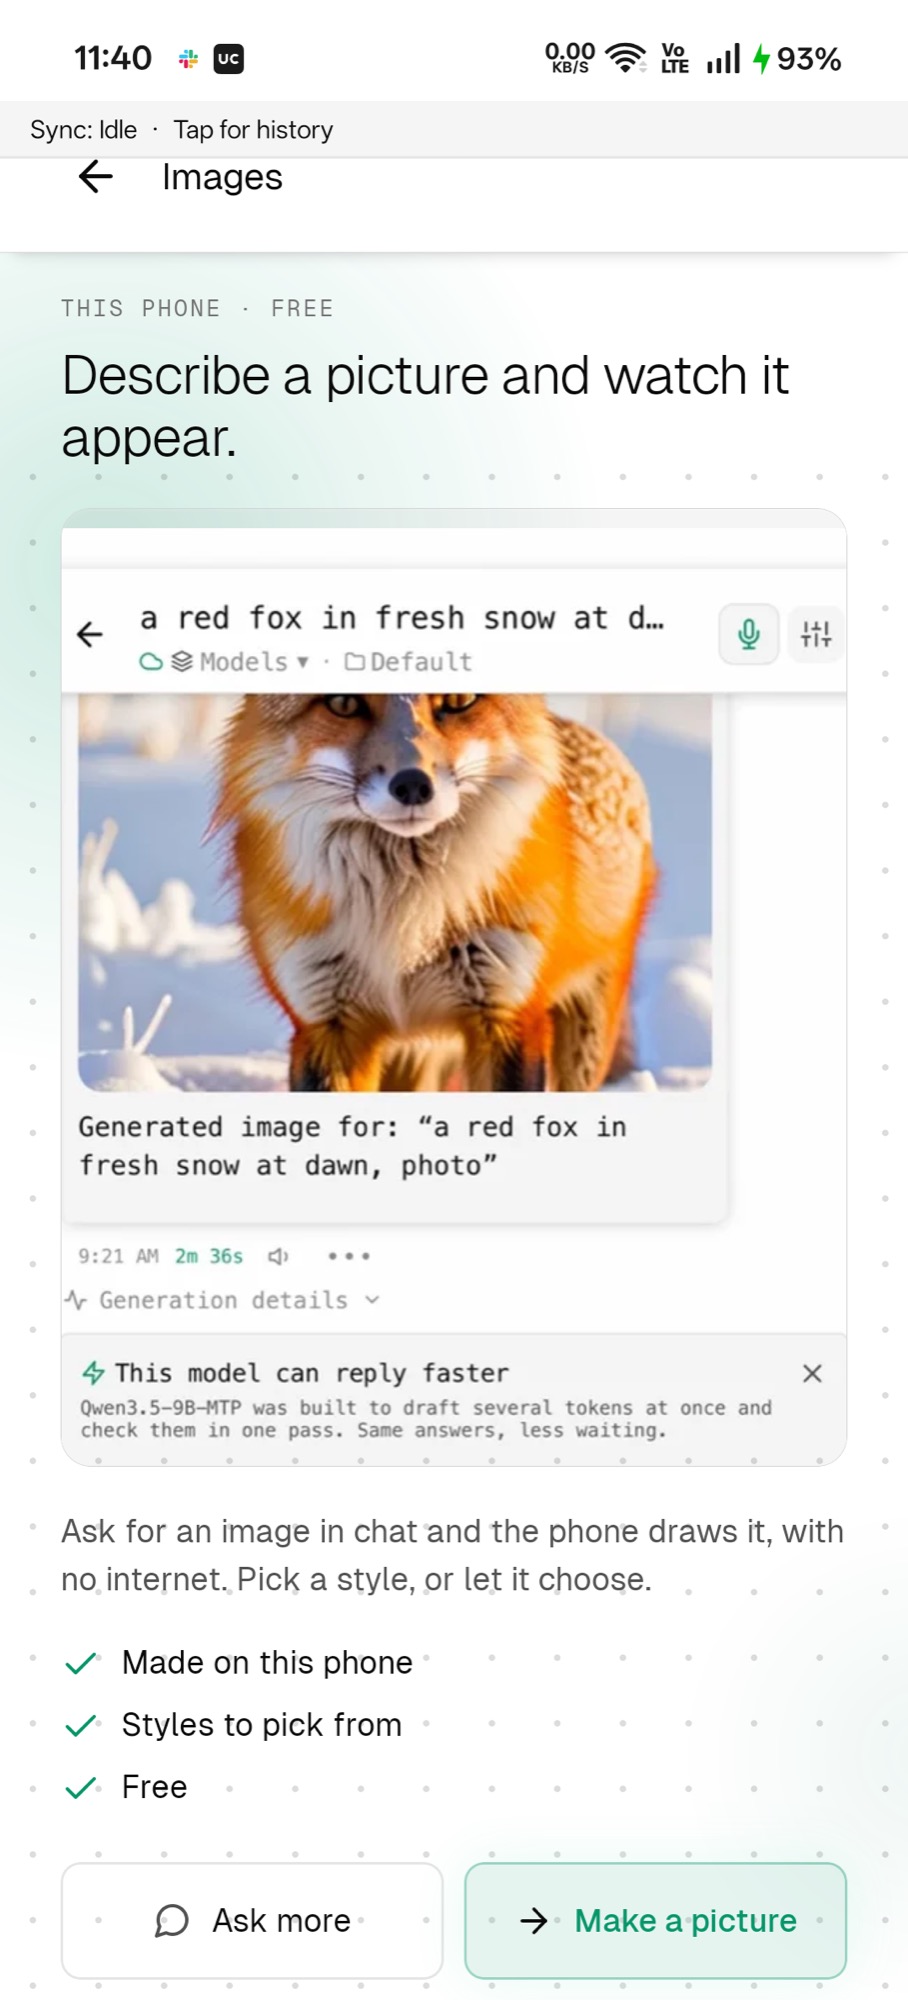 11:40
UC
0.00 KB/S
Vo LTE
93%
Sync: Idle · Tap for history
Images
THIS PHONE · FREE
Describe a picture and watch it
appear.
a red fox in fresh snow at d…
Models ▾ · Default
Generated image for: “a red fox in
fresh snow at dawn, photo”
9:21 AM 2m 36s
Generation details
This model can reply faster
Qwen3.5-9B-MTP was built to draft several tokens at once and
check them in one pass. Same answers, less waiting.
Ask for an image in chat and the phone draws it, with
no internet. Pick a style, or let it choose.
Made on this phone
Styles to pick from
Free
Ask more
Make a picture